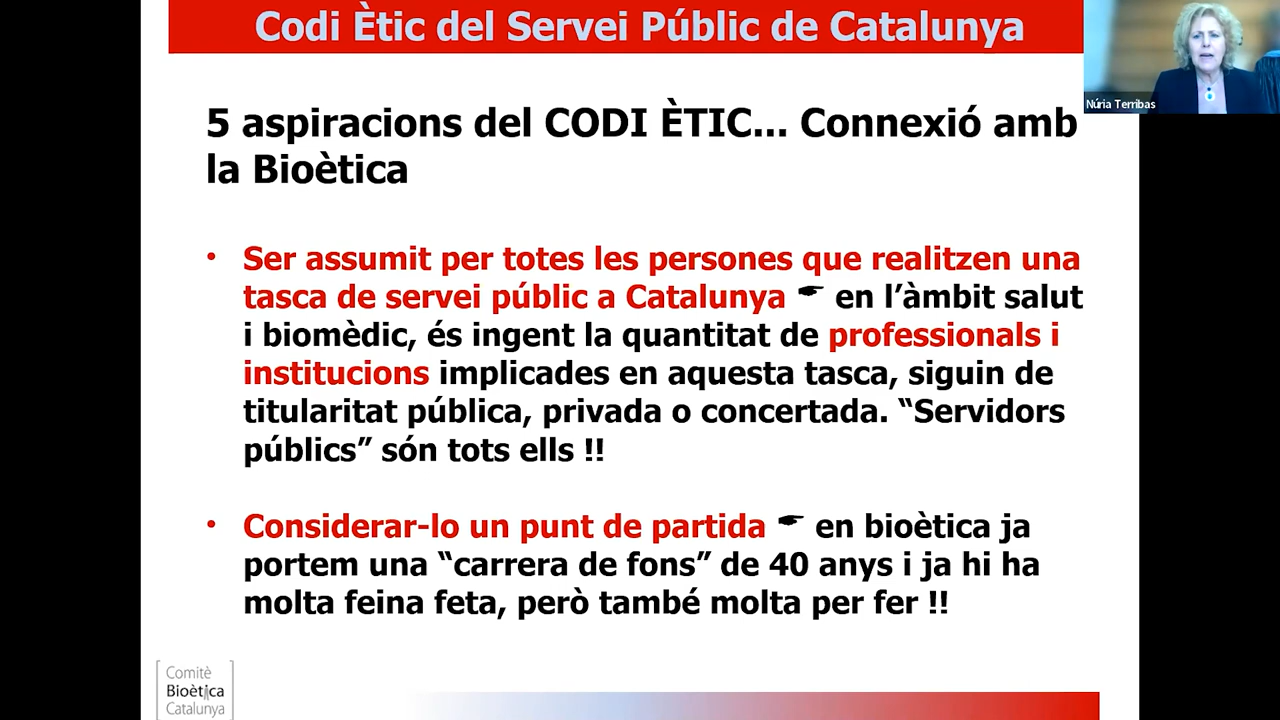 Codi Ètic del Servei Públic de Catalunya
Núria Terribas
5 aspiracions del CODI ÈTIC... Connexió amb
la Bioètica
• Ser assumit per totes les persones que realitzen una
tasca de servei públic a Catalunya ☛ en l’àmbit salut
i biomèdic, és ingent la quantitat de professionals i
institucions implicades en aquesta tasca, siguin de
titularitat pública, privada o concertada. “Servidors
públics” són tots ells !!
• Considerar-lo un punt de partida ☛ en bioètica ja
portem una “carrera de fons” de 40 anys i ja hi ha
molta feina feta, però també molta per fer !!
Comitè
Bioètica
Catalunya